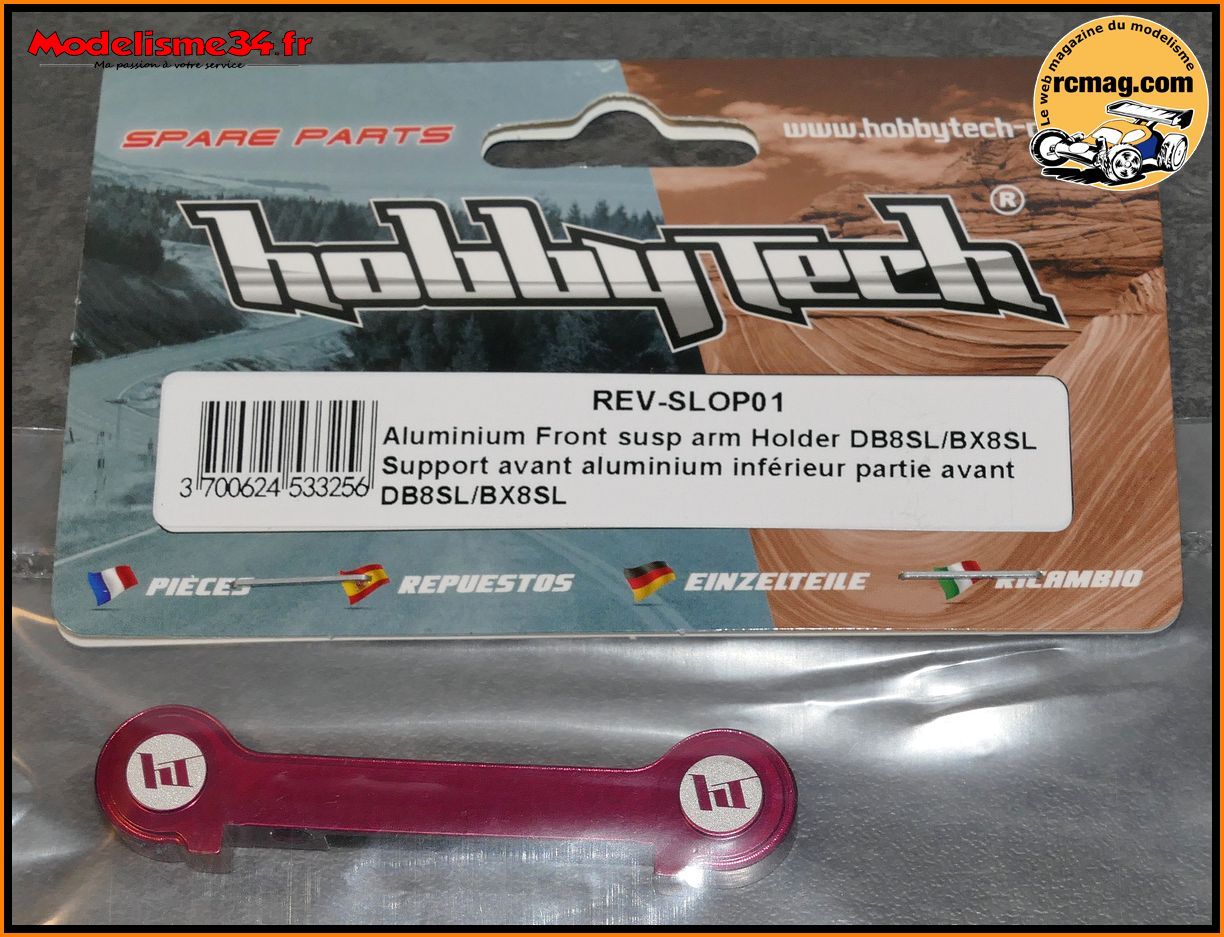 Modelisme34.fr
Ma passion à votre service
Le web magazine du modelisme
rcmag.com
SPARE PARTS
www.hobbytech-
hobbytech®
REV-SLOP01
Aluminium Front susp arm Holder DB8SL/BX8SL
Support avant aluminium inférieur partie avant
DB8SL/BX8SL
3 700624 533256
PIÈCES
REPUESTOS
EINZELTEILE
RICAMBIO
ht
ht